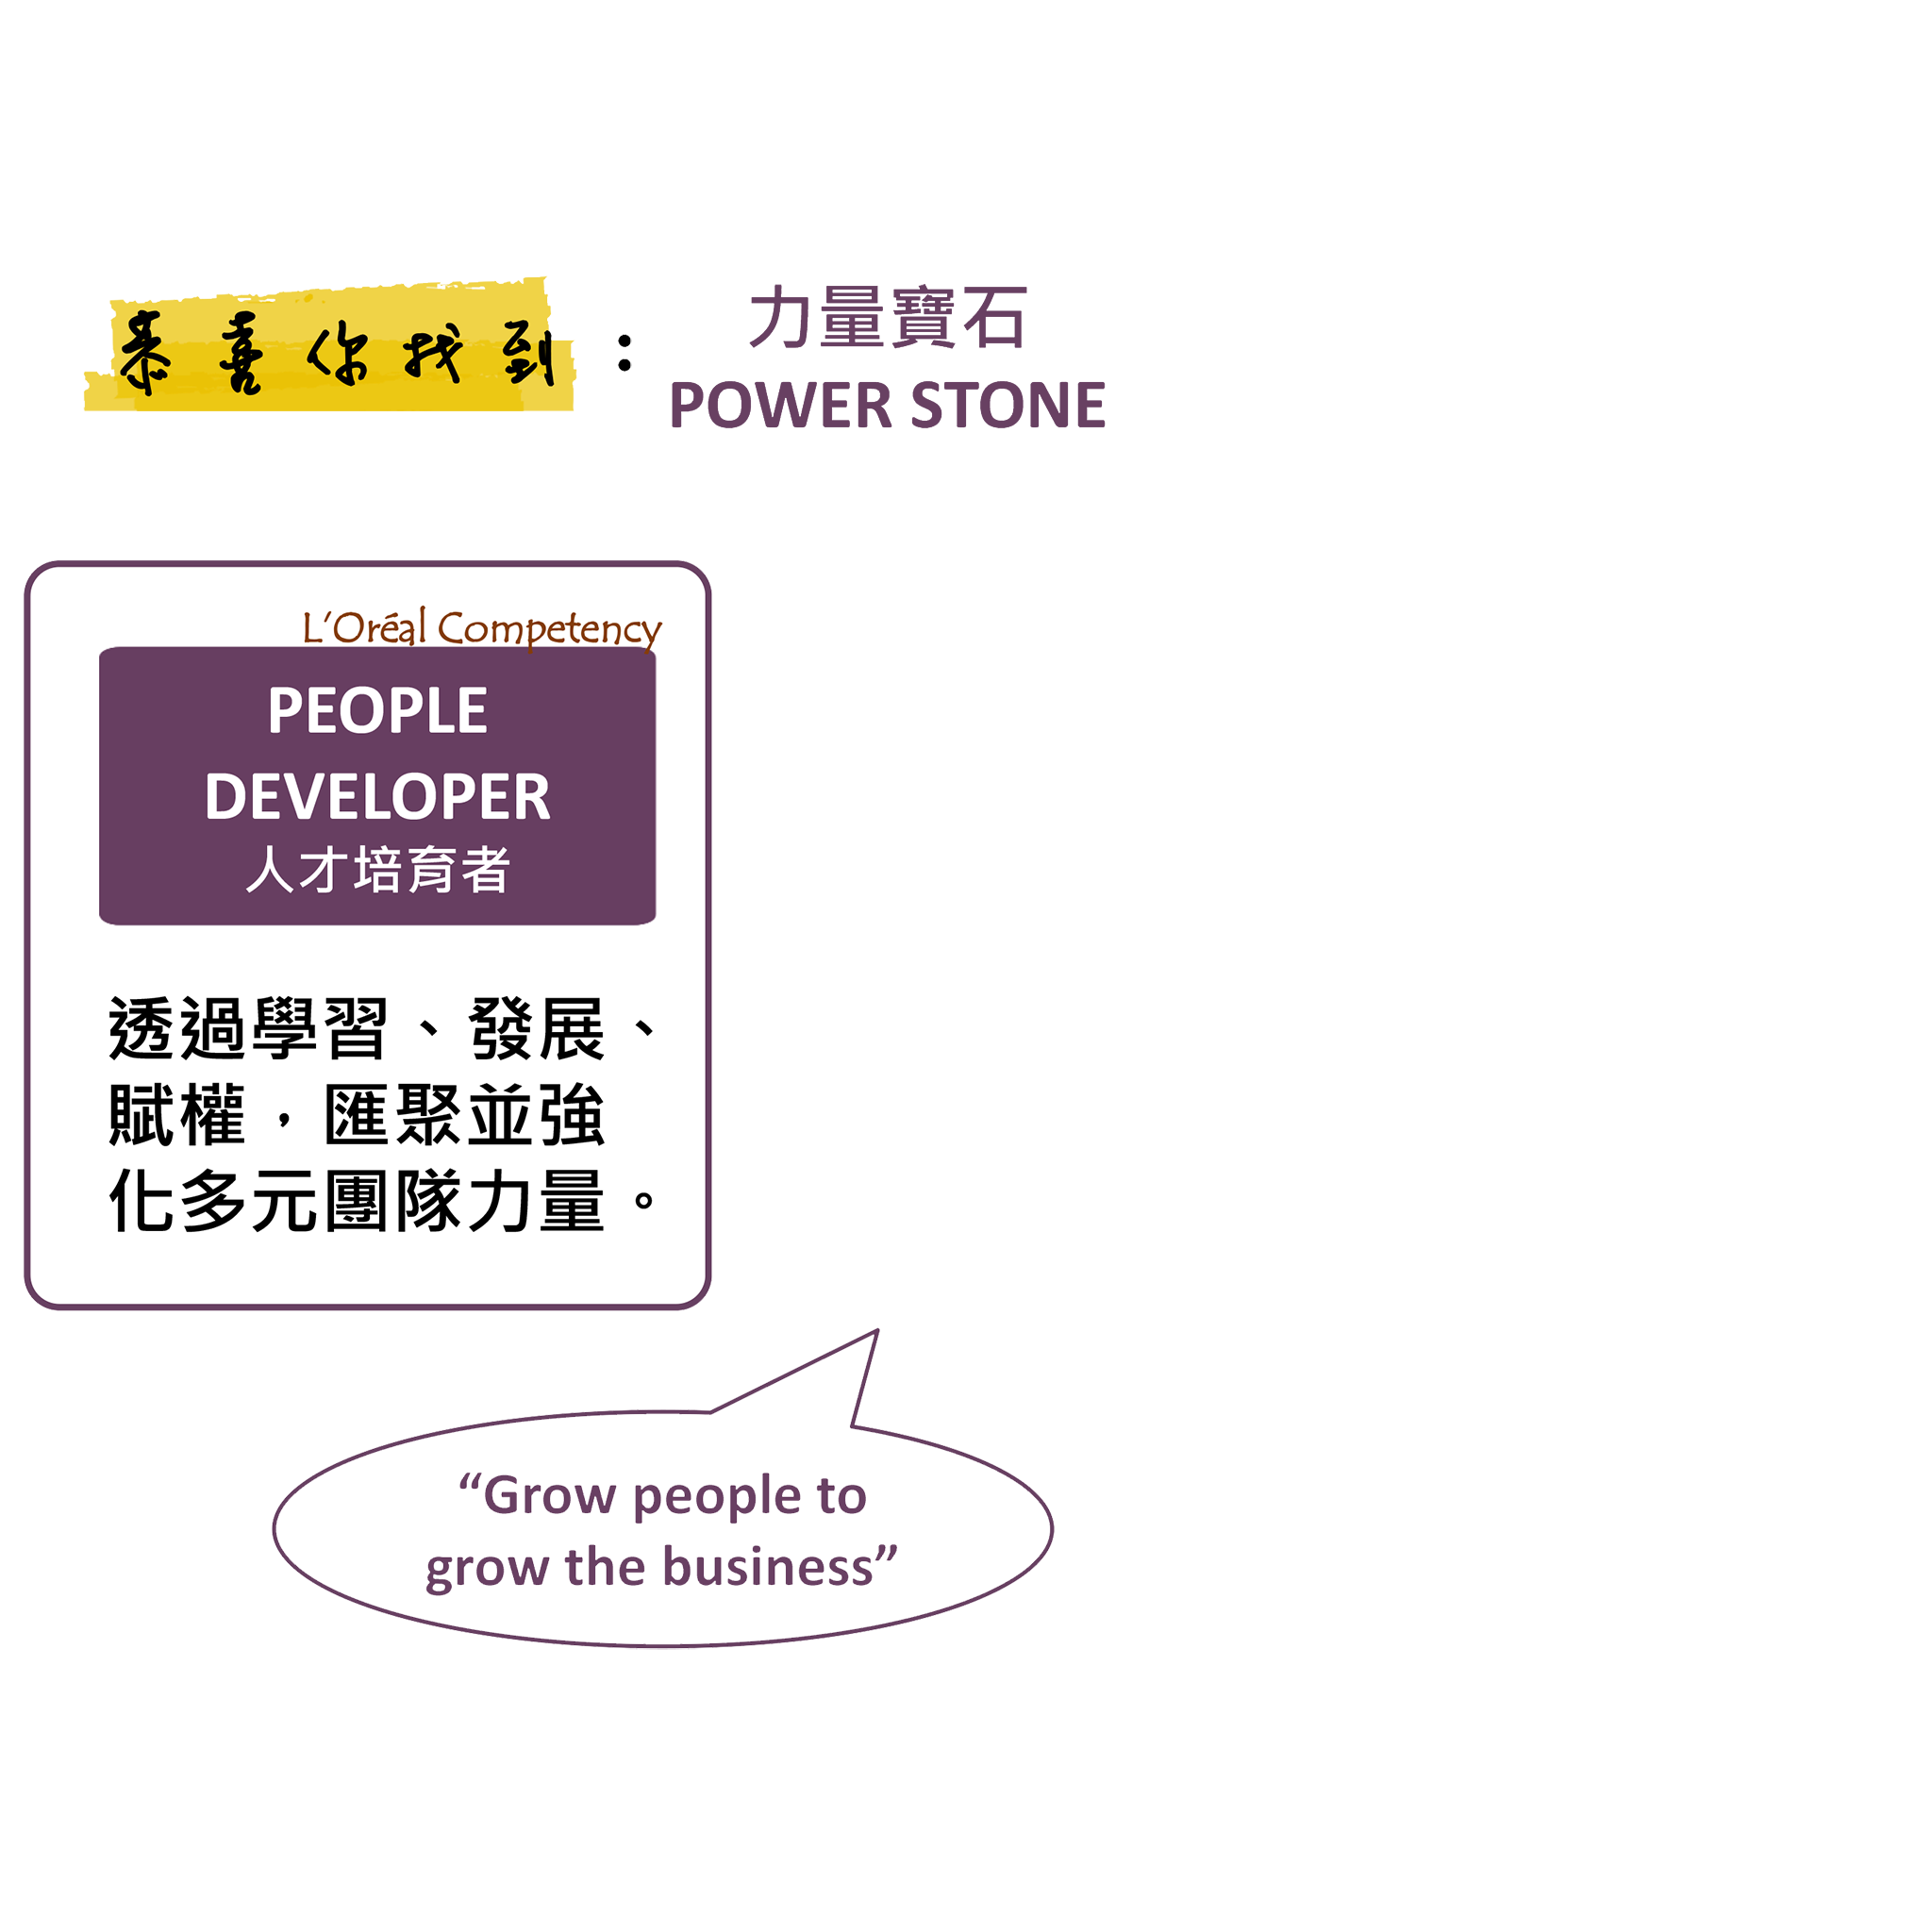 恭喜你找到：
力量寶石
POWER STONE
L’Oréal Competency
PEOPLE
DEVELOPER
人才培育者
透過學習、發展、
賦權，匯聚並強
化多元團隊力量。
“Grow people to
grow the business”